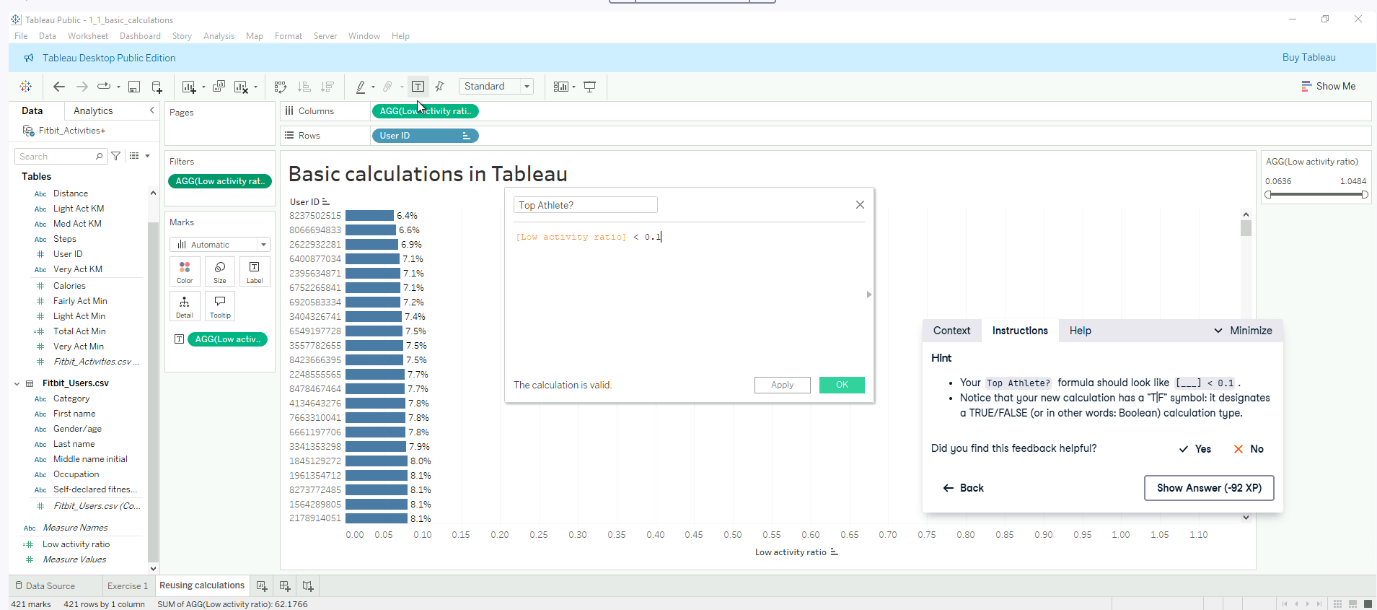 Tableau Public - 1_1_basic_calculations
File Data Worksheet Dashboard Story Analysis Map Format Server Window Help
Tableau Desktop Public Edition Buy Tableau
Standard Show Me
Data Analytics
Fitbit_Activities+
Search
Tables
Abc Distance
Abc Light Act KM
Abc Med Act KM
Abc Steps
# User ID
Abc Very Act KM
# Calories
# Fairly Act Min
# Light Act Min
=# Total Act Min
# Very Act Min
# Fitbit_Activities.csv ...
Fitbit_Users.csv
Abc Category
Abc First name
Abc Gender/age
Abc Last name
Abc Middle name initial
Abc Occupation
Abc Self-declared fitnes...
# Fitbit_Users.csv (Co...
Abc Measure Names
=# Low activity ratio
# Measure Values
Pages
Filters
AGG(Low activity rat..
Marks
Automatic
Color Size Label
Detail Tooltip
AGG(Low activ..
Columns AGG(Low activity rati..
Rows User ID
Basic calculations in Tableau
User ID
8237502515 6.4%
8066694833 6.6%
2622932281 6.9%
6400877034 7.1%
2395634871 7.1%
6752265841 7.1%
6920583334 7.2%
3404326741 7.4%
6549197728 7.5%
3557782655 7.5%
8423666395 7.5%
2248555565 7.7%
8478467464 7.7%
4134643276 7.8%
7663310041 7.8%
6661197706 7.8%
3341353298 7.9%
1845129272 8.0%
1961354712 8.1%
8273772485 8.1%
1564289805 8.1%
2178914051 8.1%
0.00 0.05 0.10 0.15 0.20 0.25 0.30 0.35 0.40 0.45 0.50 0.55 0.60 0.65 0.70 0.75 0.80 0.85 0.90 0.95 1.00 1.05 1.10
Low activity ratio
Top Athlete?
[Low activity ratio] < 0.1
The calculation is valid.
Apply OK
AGG(Low activity ratio)
0.0636 1.0484
Context Instructions Help Minimize
Hint
• Your Top Athlete? formula should look like [___] < 0.1 .
• Notice that your new calculation has a "T|F" symbol: it designates
a TRUE/FALSE (or in other words: Boolean) calculation type.
Did you find this feedback helpful? Yes No
Back Show Answer (-92 XP)
Data Source Exercise 1 Reusing calculations
421 marks 421 rows by 1 column SUM of AGG(Low activity ratio): 62.1766